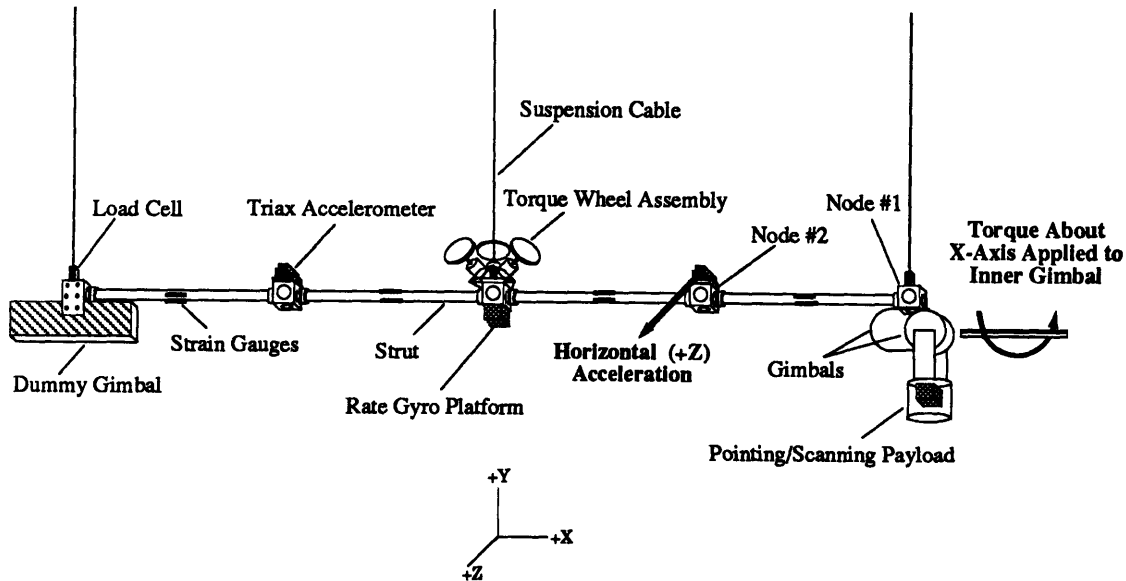 Suspension Cable
Load Cell
Triax Accelerometer
Torque Wheel Assembly
Node #1
Node #2
Torque About
X-Axis Applied to
Inner Gimbal
Strain Gauges
Strut
Horizontal (+Z)
Acceleration
Gimbals
Dummy Gimbal
Rate Gyro Platform
Pointing/Scanning Payload
+Y
+X
+Z